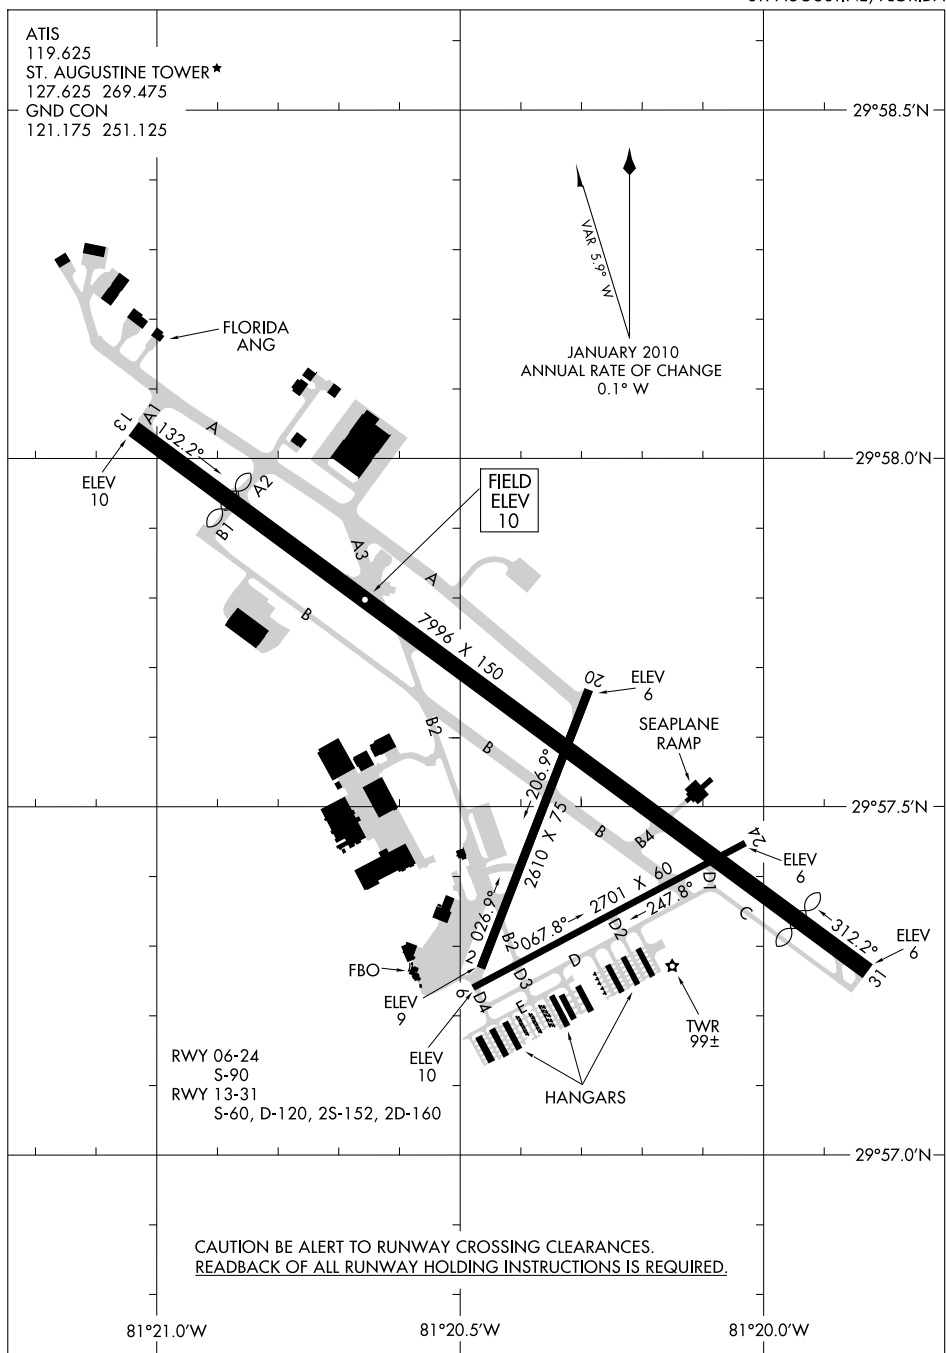 ATIS
119.625
ST. AUGUSTINE TOWER★
127.625 269.475
GND CON
121.175 251.125
29°58.5'N
VAR 5.9° W
JANUARY 2010
ANNUAL RATE OF CHANGE
0.1° W
FLORIDA
ANG
13
A1
A
132.2°
ELEV
10
A2
B1
29°58.0'N
FIELD
ELEV
10
A3
A
B
7996 X 150
20
ELEV
6
SEAPLANE
RAMP
B2
B
206.9°
29°57.5'N
2610 X 75
B
B4
24
ELEV
6
D1
2701 X 60
247.8°
C
026.9°
067.8°
B2
D2
312.2°
ELEV
6
31
2
D
D3
FBO
ELEV
9
6
D4
E
TWR
99±
ELEV
10
HANGARS
RWY 06-24
S-90
RWY 13-31
S-60, D-120, 2S-152, 2D-160
29°57.0'N
CAUTION BE ALERT TO RUNWAY CROSSING CLEARANCES.
READBACK OF ALL RUNWAY HOLDING INSTRUCTIONS IS REQUIRED.
81°21.0'W
81°20.5'W
81°20.0'W